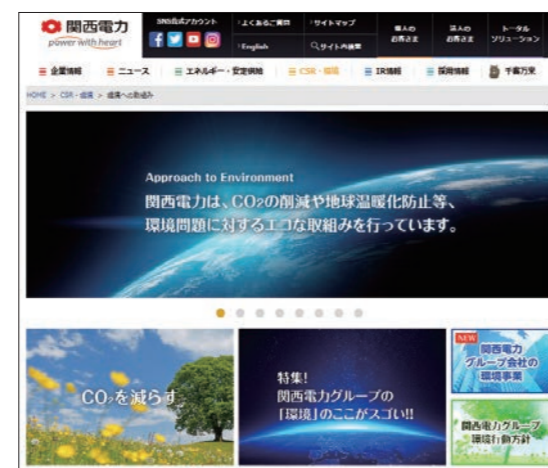 関西電力
power with heart
SNS公式アカウント
よくあるご質問
サイトマップ
English
サイト内検索
個人の
お客さま
法人の
お客さま
トータル
ソリューション
企業情報
ニュース
エネルギー・安定供給
CSR・環境
IR情報
採用情報
千客万来
HOME > CSR・環境 > 環境への取組み
Approach to Environment
関西電力は、CO2の削減や地球温暖化防止等、
環境問題に対するエコな取組みを行っています。
CO2を減らす
特集!
関西電力グループの
「環境」のここがスゴい!!
NEW
関西電力
グループ会社の
環境事業
関西電力グループ
環境行動方針